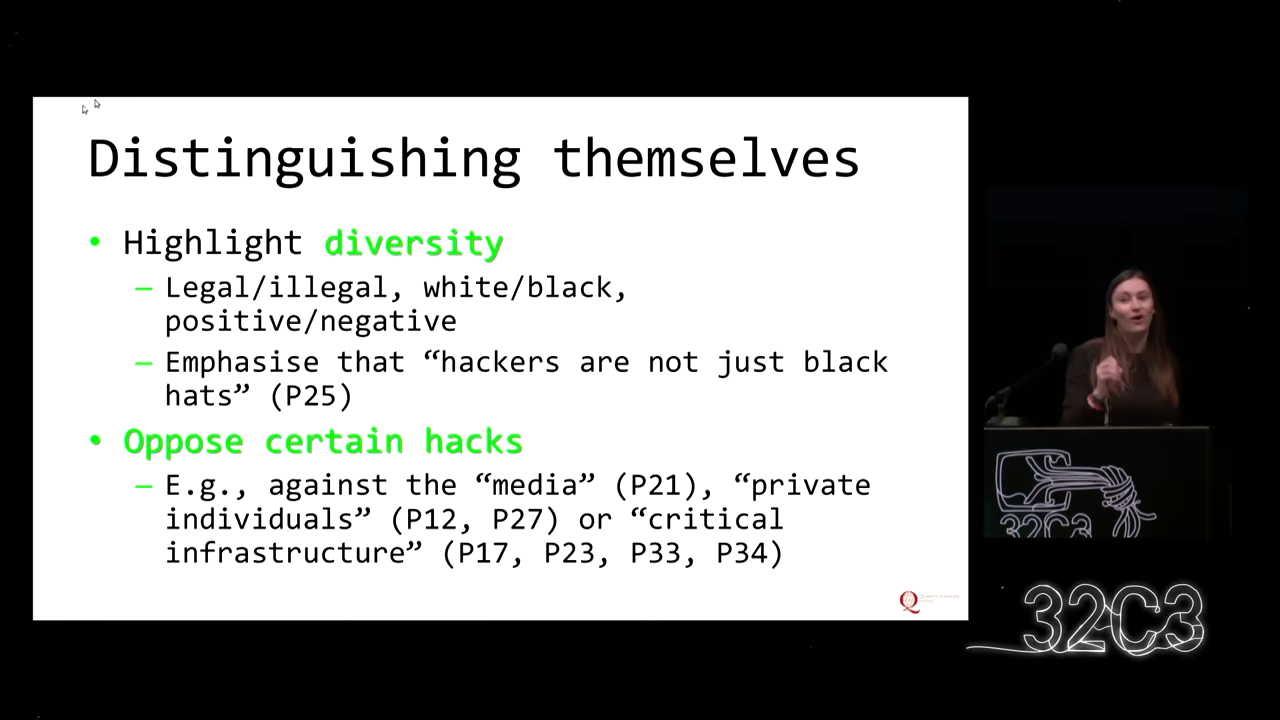 Distinguishing themselves
• Highlight diversity
– Legal/illegal, white/black,
positive/negative
– Emphasise that “hackers are not just black
hats” (P25)
• Oppose certain hacks
– E.g., against the “media” (P21), “private
individuals” (P12, P27) or “critical
infrastructure” (P17, P23, P33, P34)
32C3
32C3